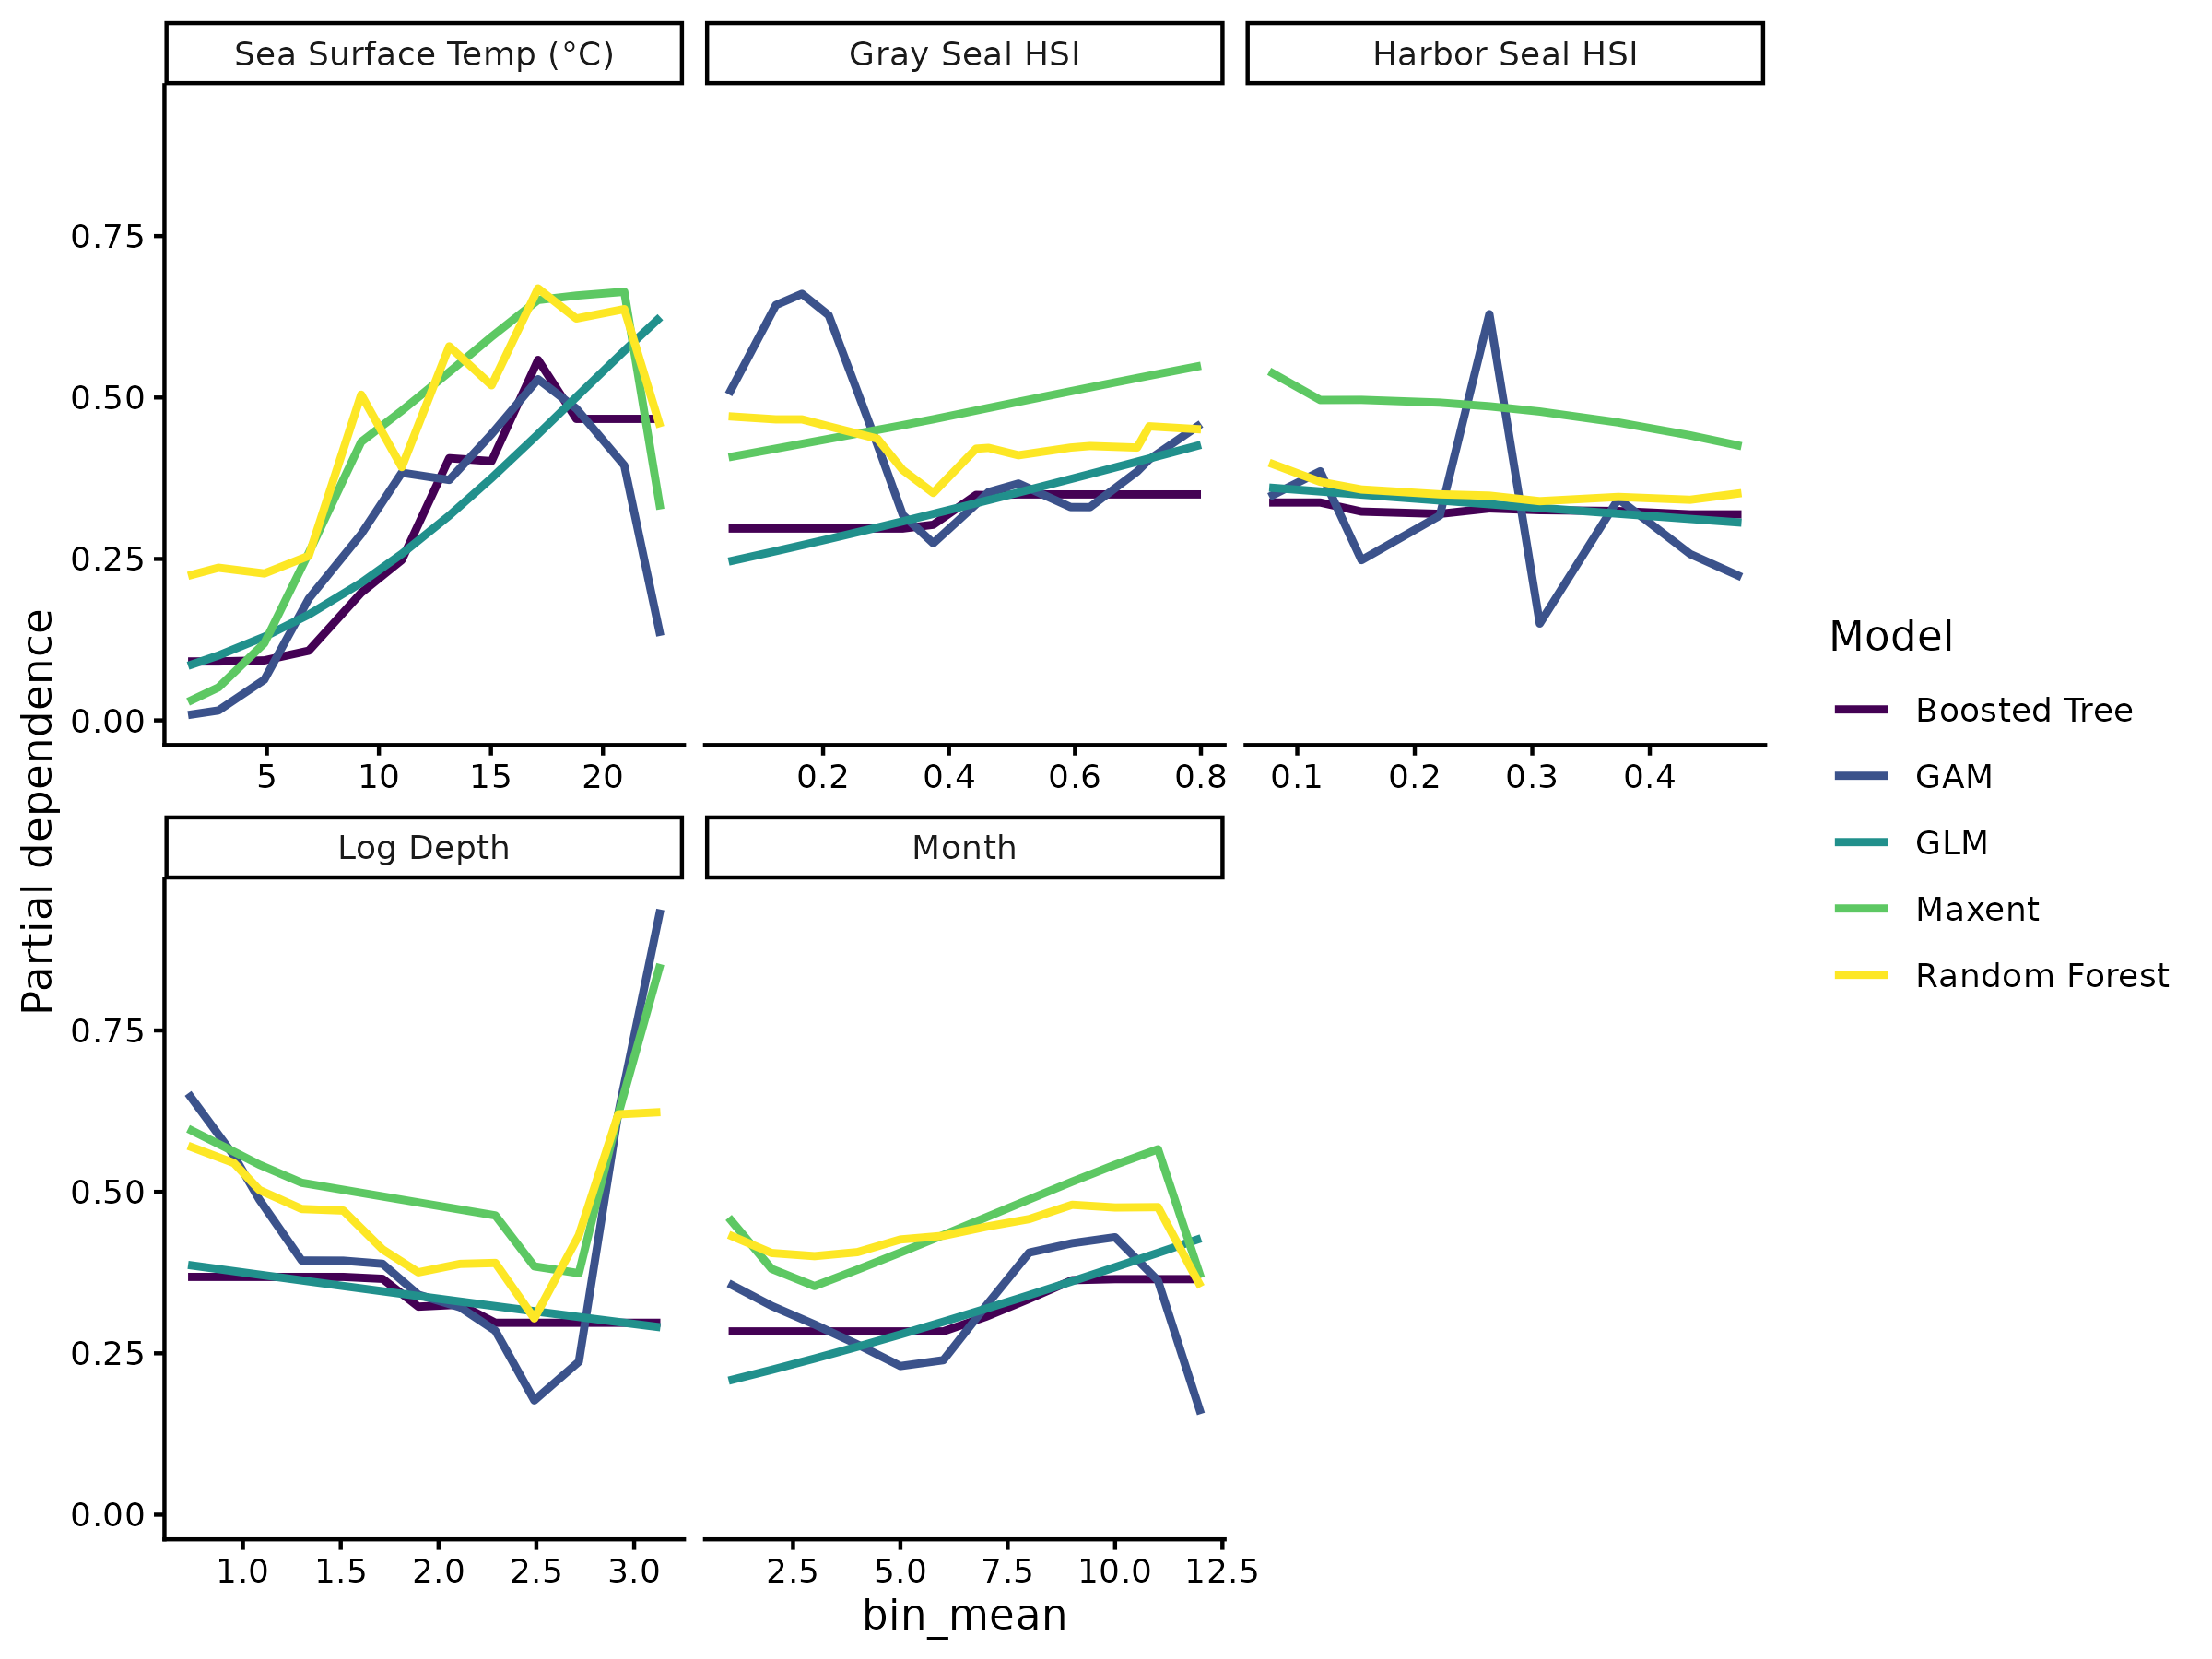 Sea Surface Temp (°C)
Gray Seal HSI
Harbor Seal HSI
0.75
0.50
0.25
0.00
5 10 15 20
0.2 0.4 0.6 0.8
0.1 0.2 0.3 0.4
Partial dependence
Log Depth
Month
0.75
0.50
0.25
0.00
1.0 1.5 2.0 2.5 3.0
2.5 5.0 7.5 10.0 12.5
bin_mean
Model
Boosted Tree
GAM
GLM
Maxent
Random Forest